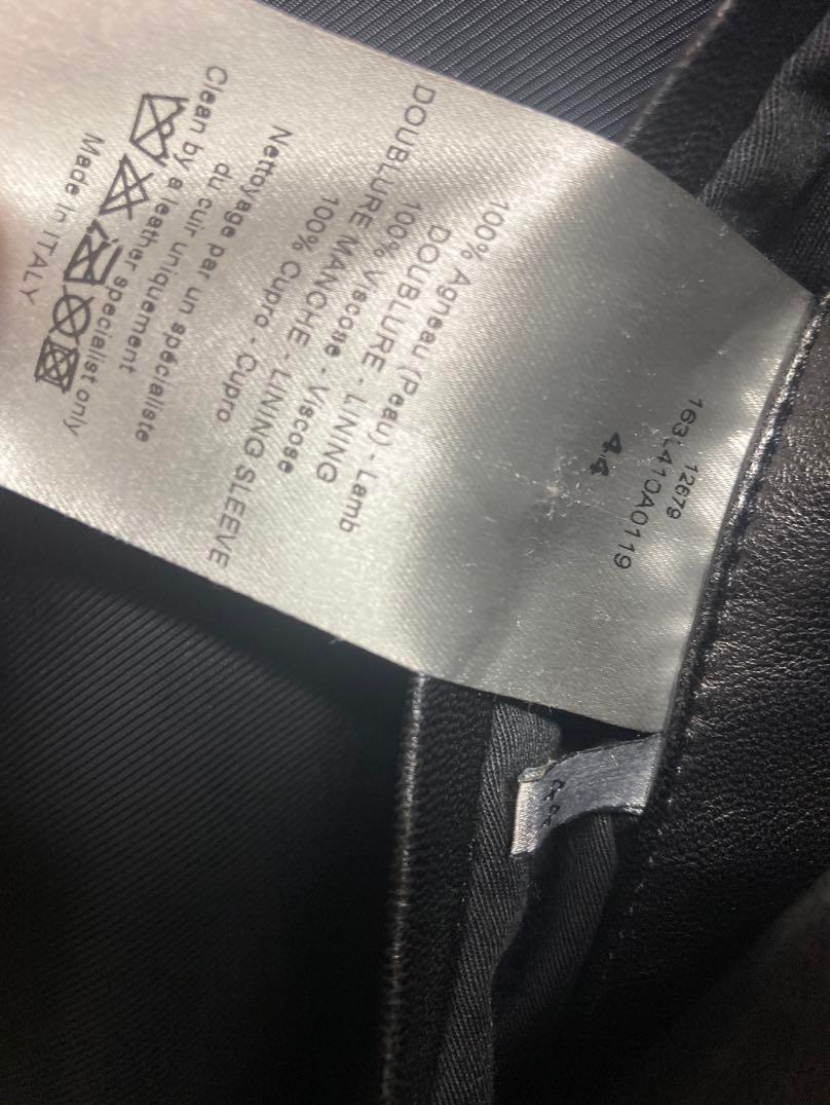 12679
163L410A0119
44
100% Agneau (Peau) - Lamb
DOUBLURE - LINING
100% Viscose - Viscose
DOUBLURE MANCHE - LINING SLEEVE
100% Cupro - Cupro
Nettoyage par un spécialiste
du cuir uniquement
Clean by a leather specialist only
Made in ITALY